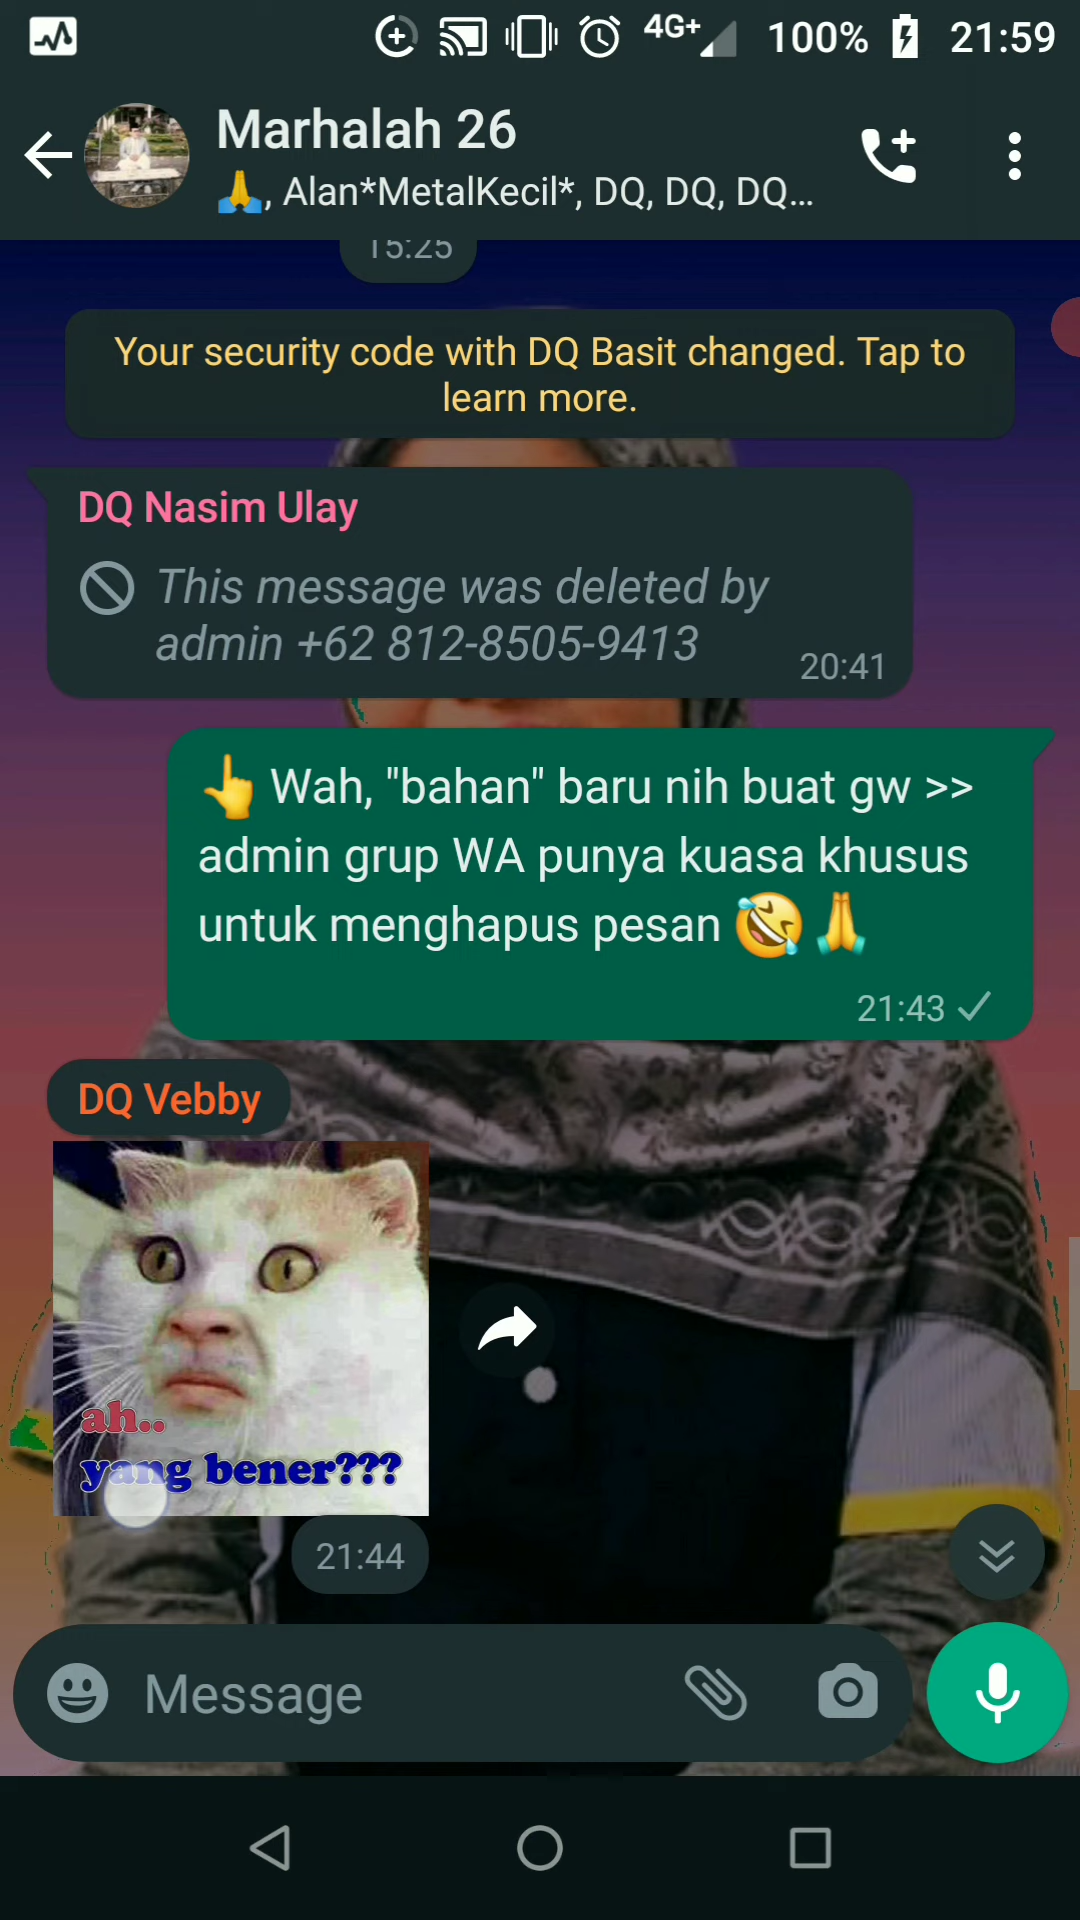 4G+ 100% 21:59
Marhalah 26
🙏, Alan*MetalKecil*, DQ, DQ, DQ...
15:25
Your security code with DQ Basit changed. Tap to
learn more.
DQ Nasim Ulay
This message was deleted by
admin +62 812-8505-9413
20:41
👆 Wah, "bahan" baru nih buat gw >>
admin grup WA punya kuasa khusus
untuk menghapus pesan 🤣🙏
21:43
DQ Vebby
ah..
yang bener???
21:44
Message